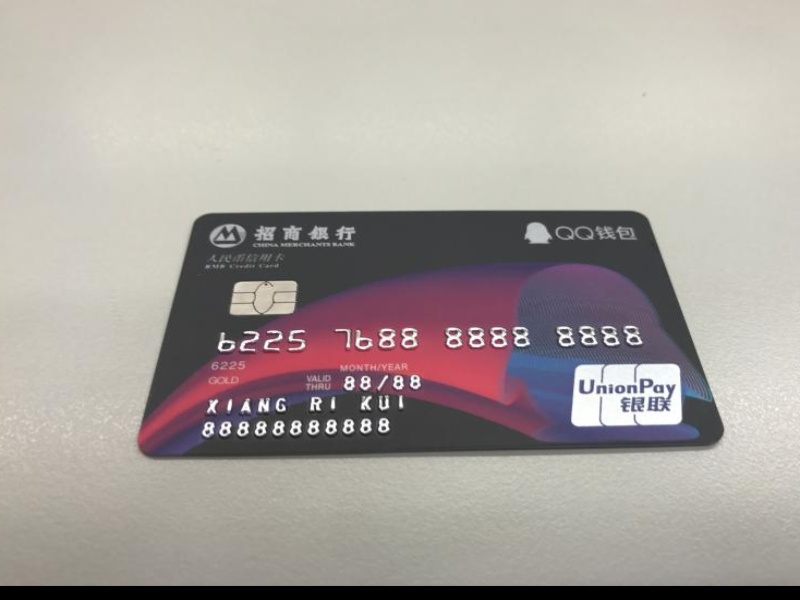 招商银行
CHINA MERCHANTS BANK
QQ钱包
人民币信用卡
RMB Credit Card
6225 7688 8888 8888
6225
MONTH/YEAR
GOLD
VALID THRU 88/88
XIANG RI KUI
88888888888
UnionPay
银联